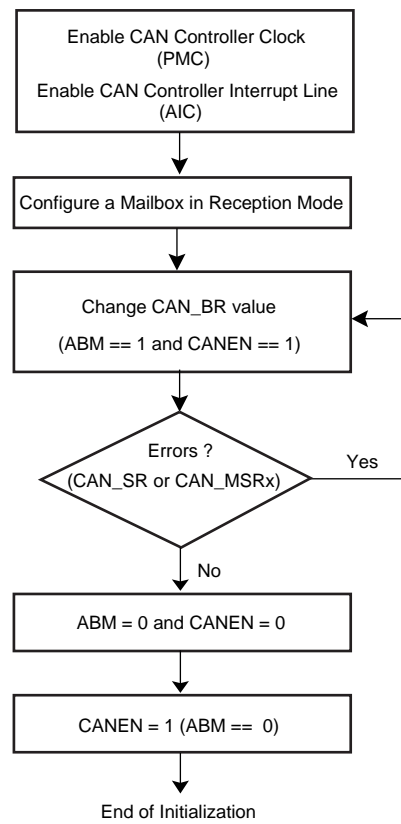 Enable CAN Controller Clock
(PMC)
Enable CAN Controller Interrupt Line
(AIC)
Configure a Mailbox in Reception Mode
Change CAN_BR value
(ABM == 1 and CANEN == 1)
Errors ?
(CAN_SR or CAN_MSRx)
Yes
No
ABM = 0 and CANEN = 0
CANEN = 1 (ABM == 0)
End of Initialization